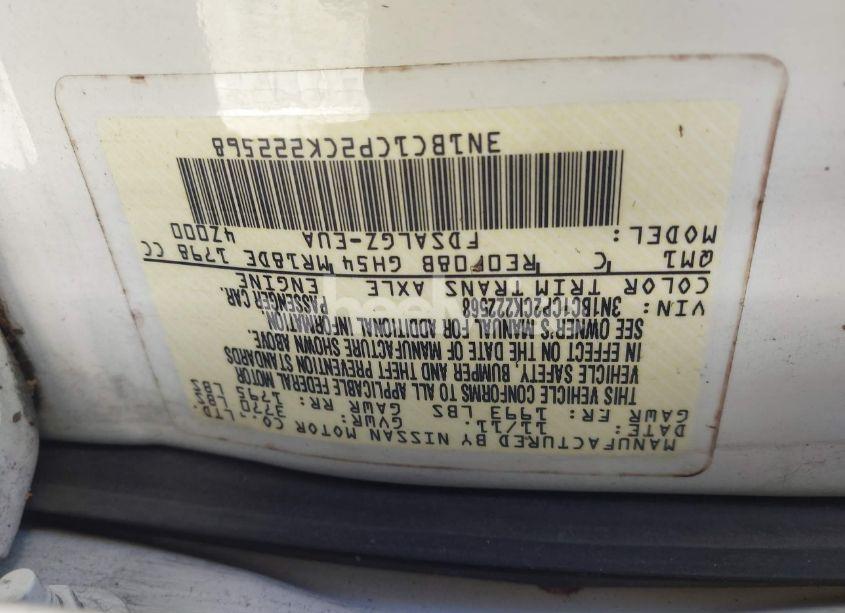 MANUFACTURED BY NISSAN MOTOR CO., LTD.
DATE: 11/11. GVWR: 3770 LBS.
GAWR FR: 1993 LBS GAWR RR: 1795 LBS
THIS VEHICLE CONFORMS TO ALL APPLICABLE FEDERAL MOTOR
VEHICLE SAFETY, BUMPER AND THEFT PREVENTION STANDARDS
IN EFFECT ON THE DATE OF MANUFACTURE SHOWN ABOVE.
SEE OWNER'S MANUAL FOR ADDITIONAL INFORMATION.
VIN: 3N1BC1CP2CK222568 PASSENGER CAR.
COLOR TRIM TRANS AXLE ENGINE
QM1 C RE0F08B GH54 MR18DE 1798 CC
MODEL: FDSALGZ-EUA 4Z000
3N1BC1CP2CK222568